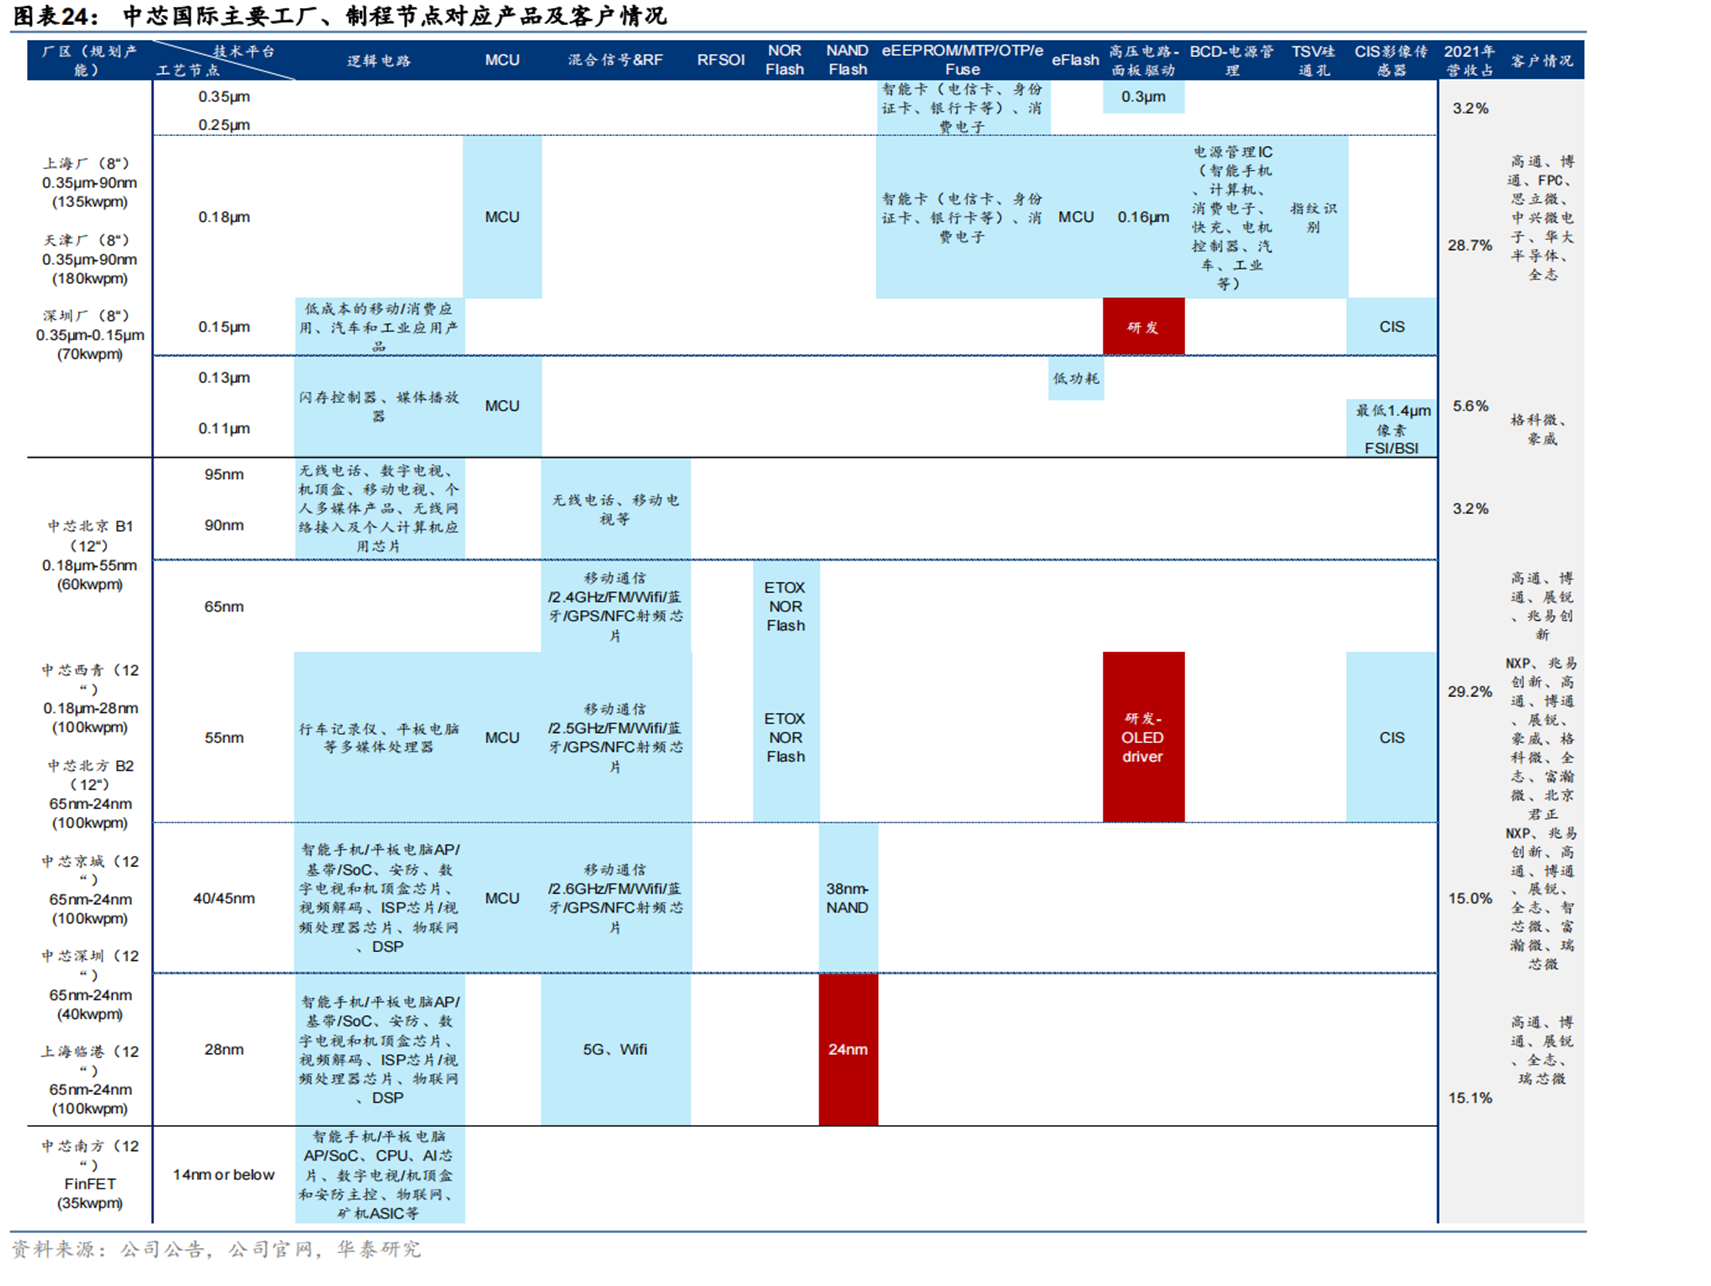 图表24： 中芯国际主要工厂、制程节点对应产品及客户情况
厂区（规划产
能）
技术平台
工艺节点
逻辑电路
MCU
混合信号&RF
RFSOI
NOR
Flash
NAND
Flash
eEEPROM/MTP/OTP/e
Fuse
eFlash
高压电路-
面板驱动
BCD-电源管
理
TSV硅
通孔
CIS影像传
感器
2021年
营收占
客户情况
上海厂（8“）
0.35μm-90nm
(135kwpm)
天津厂（8“）
0.35μm-90nm
(180kwpm)
深圳厂（8“）
0.35μm-0.15μm
(70kwpm)
0.35μm
0.25μm
智能卡（电信卡、身份
证卡、银行卡等）、消
费电子
0.3μm
3.2%
0.18μm
MCU
智能卡（电信卡、身份
证卡、银行卡等）、消
费电子
MCU
0.16μm
电源管理IC
（智能手机
、计算机、
消费电子、
快充、电机
控制器、汽
车、工业
等）
指纹识
别
28.7%
高通、博
通、FPC、
思立微、
中兴微电
子、华大
半导体、
全志
0.15μm
低成本的移动/消费应
用、汽车和工业应用产
品
研发
CIS
0.13μm
0.11μm
闪存控制器、媒体播放
器
MCU
低功耗
最低1.4μm
像素
FSI/BSI
5.6%
格科微、
豪威
中芯北京 B1
（12“）
0.18μm-55nm
(60kwpm)
中芯西青（12
“）
0.18μm-28nm
(100kwpm)
中芯北方 B2
（12“）
65nm-24nm
(100kwpm)
中芯京城（12
“）
65nm-24nm
(100kwpm)
中芯深圳（12
“）
65nm-24nm
(40kwpm)
上海临港（12
“）
65nm-24nm
(100kwpm)
95nm
90nm
无线电话、数字电视、
机顶盒、移动电视、个
人多媒体产品、无线网
络接入及个人计算机应
用芯片
无线电话、移动电
视等
3.2%
65nm
移动通信
/2.4GHz/FM/Wifi/蓝
牙/GPS/NFC射频芯
片
ETOX
NOR
Flash
高通、博
通、展锐
、兆易创
新
55nm
行车记录仪、平板电脑
等多媒体处理器
MCU
移动通信
/2.5GHz/FM/Wifi/蓝
牙/GPS/NFC射频芯
片
ETOX
NOR
Flash
研发-
OLED
driver
CIS
29.2%
NXP、兆易
创新、高
通、博通
、展锐、
豪威、格
科微、全
志、富瀚
微、北京
君正
40/45nm
智能手机/平板电脑AP/
基带/SoC、安防、数
字电视和机顶盒芯片、
视频解码、ISP芯片/视
频处理器芯片、物联网
、DSP
MCU
移动通信
/2.6GHz/FM/Wifi/蓝
牙/GPS/NFC射频芯
片
38nm-
NAND
15.0%
NXP、兆易
创新、高
通、博通
、展锐、
全志、智
芯微、富
瀚微、瑞
芯微
28nm
智能手机/平板电脑AP/
基带/SoC、安防、数
字电视和机顶盒芯片、
视频解码、ISP芯片/视
频处理器芯片、物联网
、DSP
5G、Wifi
24nm
15.1%
高通、博
通、展锐
、全志、
瑞芯微
中芯南方（12
“）
FinFET
(35kwpm)
14nm or below
智能手机/平板电脑
AP/SoC、CPU、AI芯
片、数字电视/机顶盒
和安防主控、物联网、
矿机ASIC等
资料来源：公司公告，公司官网，华泰研究